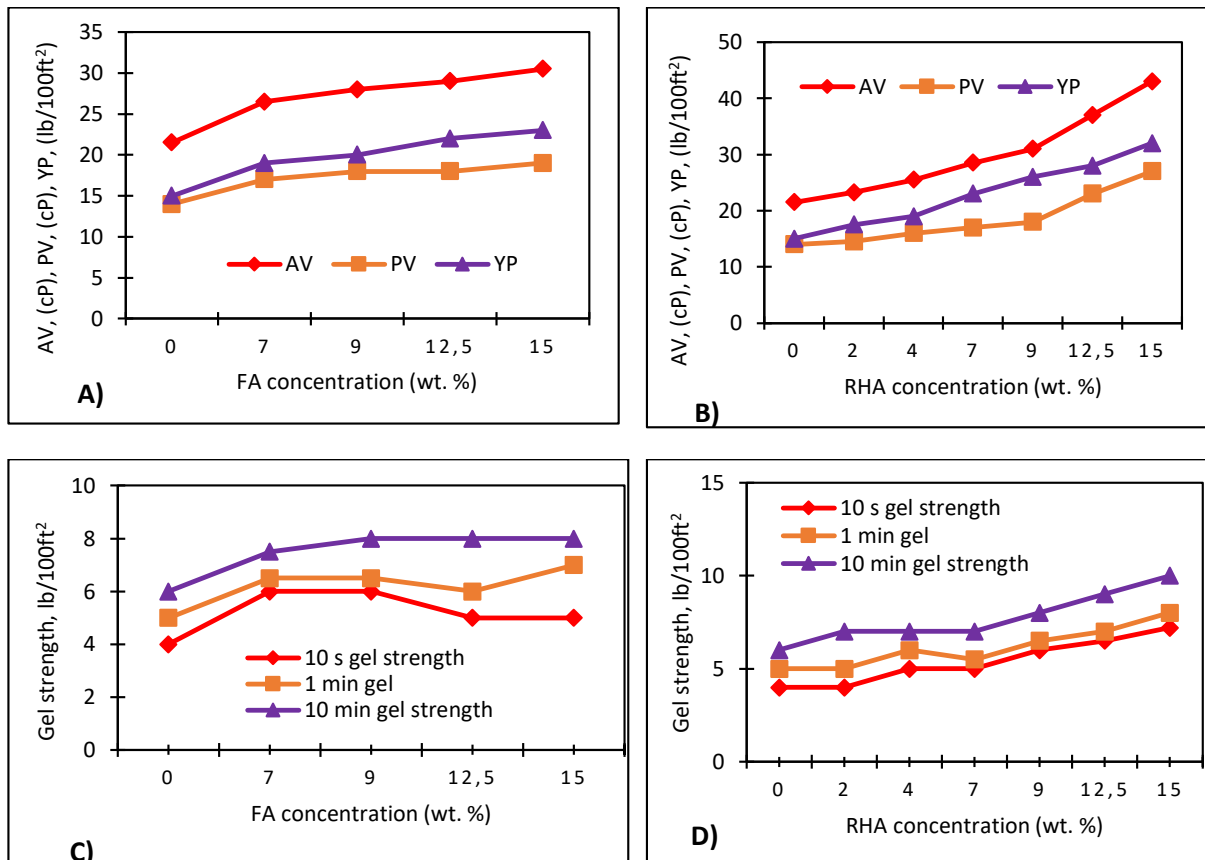 AV, (cP), PV, (cP), YP, (lb/100ft²)
35
30
25
20
15
10
5
0
AV PV YP
0 7 9 12,5 15
FA concentration (wt. %)
A)
AV, (cP), PV, (cP), YP, (lb/100ft²)
50
40
30
20
10
0
AV PV YP
0 2 4 7 9 12,5 15
RHA concentration (wt. %)
B)
Gel strength, lb/100ft²
10
8
6
4
2
0
10 s gel strength
1 min gel
10 min gel strength
0 7 9 12,5 15
FA concentration (wt. %)
C)
Gel strength, lb/100ft²
15
10
5
0
10 s gel strength
1 min gel
10 min gel strength
0 2 4 7 9 12,5 15
RHA concentration (wt. %)
D)